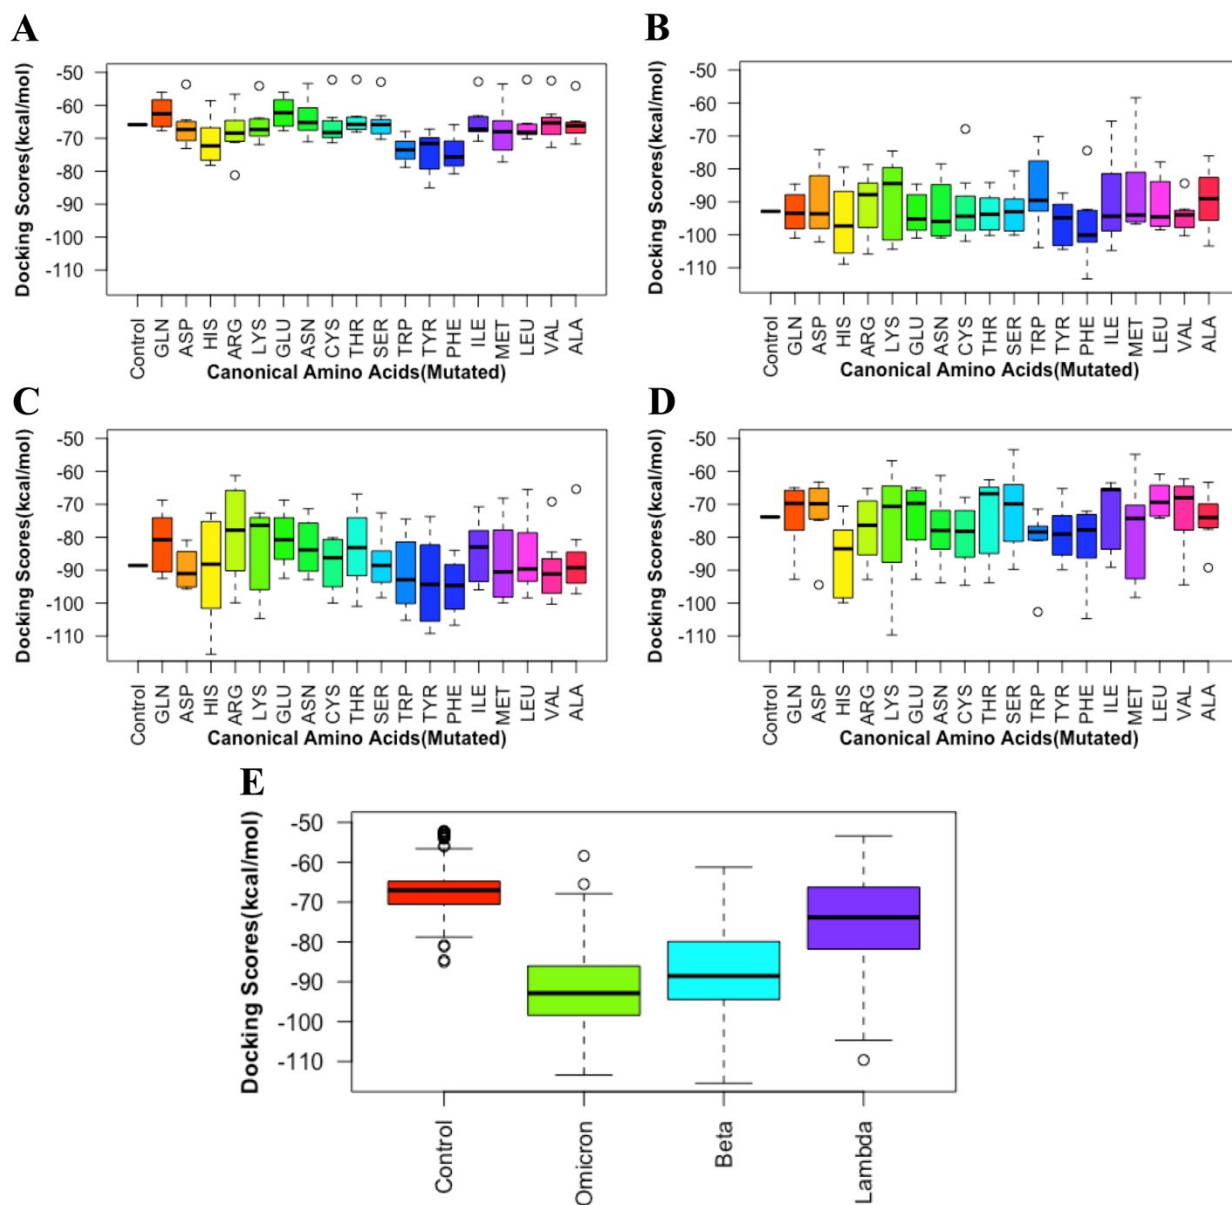 A
Docking Scores(kcal/mol)
-50
-60
-70
-80
-90
-100
-110
Control
GLN
ASP
HIS
ARG
LYS
GLU
ASN
CYS
THR
SER
TRP
TYR
PHE
ILE
MET
LEU
VAL
ALA
Canonical Amino Acids(Mutated)
B
Docking Scores(kcal/mol)
-50
-60
-70
-80
-90
-100
-110
Control
GLN
ASP
HIS
ARG
LYS
GLU
ASN
CYS
THR
SER
TRP
TYR
PHE
ILE
MET
LEU
VAL
ALA
Canonical Amino Acids(Mutated)
C
Docking Scores(kcal/mol)
-50
-60
-70
-80
-90
-100
-110
Control
GLN
ASP
HIS
ARG
LYS
GLU
ASN
CYS
THR
SER
TRP
TYR
PHE
ILE
MET
LEU
VAL
ALA
Canonical Amino Acids(Mutated)
D
Docking Scores(kcal/mol)
-50
-60
-70
-80
-90
-100
-110
Control
GLN
ASP
HIS
ARG
LYS
GLU
ASN
CYS
THR
SER
TRP
TYR
PHE
ILE
MET
LEU
VAL
ALA
Canonical Amino Acids(Mutated)
E
Docking Scores(kcal/mol)
-50
-60
-70
-80
-90
-100
-110
Control
Omicron
Beta
Lambda